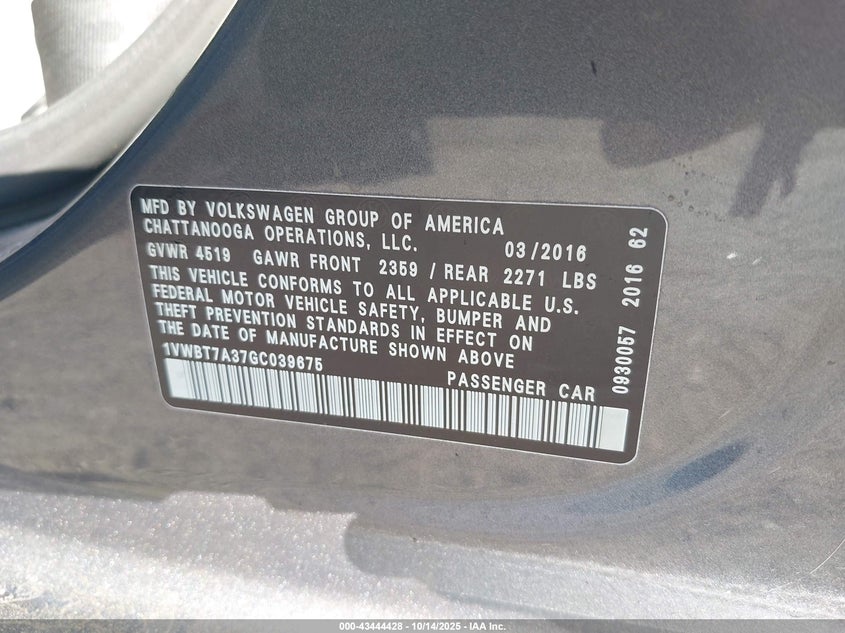 MFD BY VOLKSWAGEN GROUP OF AMERICA
CHATTANOOGA OPERATIONS, LLC. 03/2016
GVWR 4519 GAWR FRONT 2359 / REAR 2271 LBS
THIS VEHICLE CONFORMS TO ALL APPLICABLE U.S.
FEDERAL MOTOR VEHICLE SAFETY, BUMPER AND
THEFT PREVENTION STANDARDS IN EFFECT ON
THE DATE OF MANUFACTURE SHOWN ABOVE
1VWBT7A37GC039675 PASSENGER CAR
0930057 2016 62
000-43444428 - 10/14/2025 - IAA Inc.